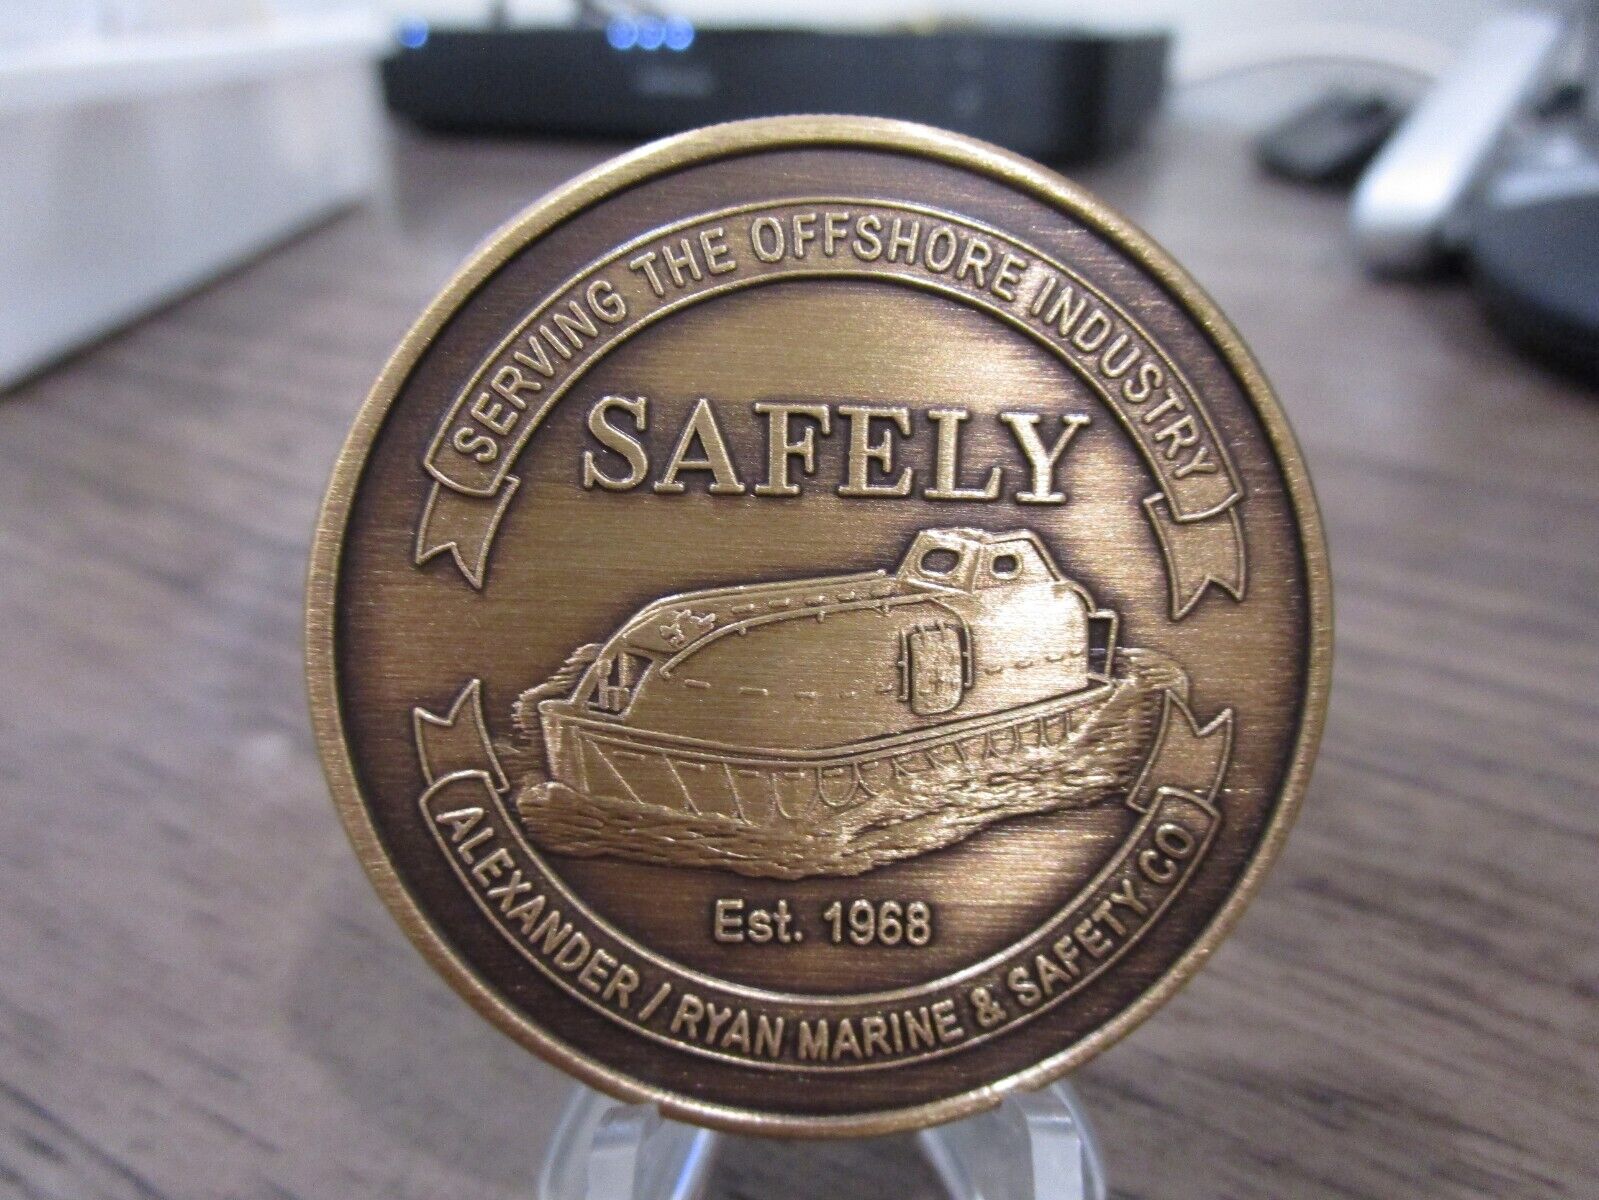 SERVING THE OFFSHORE INDUSTRY
SAFELY
Est. 1968
ALEXANDER / RYAN MARINE & SAFETY CO